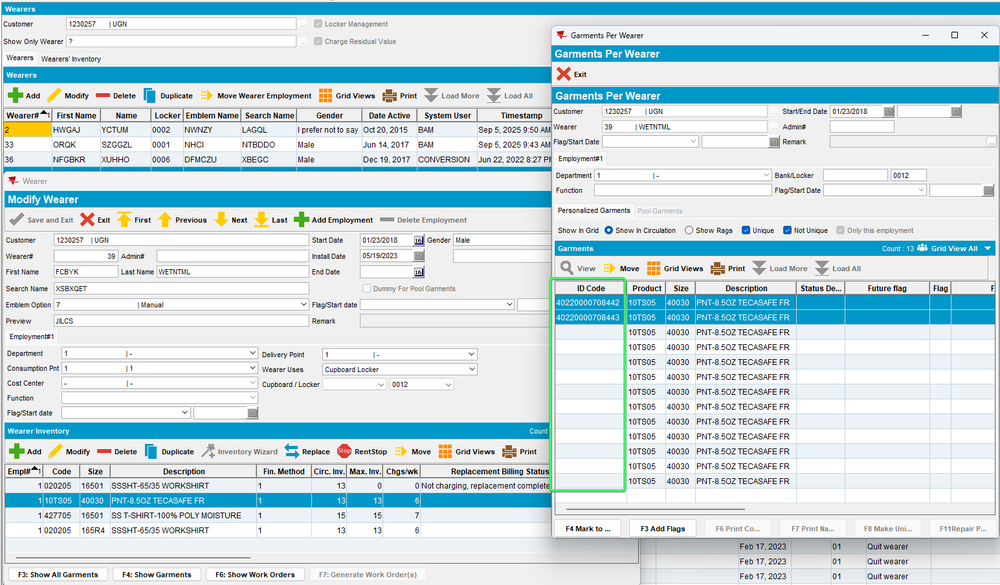 Wearers
Customer 1230257 | UGN ... Locker Management
Show Only Wearer ? ... Charge Residual Value
Wearers Wearers' Inventory
Wearers
Add Modify Delete Duplicate Move Wearer Employment Grid Views Print Load More Load All
Wearer# 1 First Name Name Locker Emblem Name Search Name Gender Date Active System User Timestamp
2 HWGAJ YCTUM 0002 NWNZY LAGQL I prefer not to say Oct 20, 2015 BAM Sep 5, 2025 9:50 AM
33 ORQK SZGGZL 0001 NHCI NTBDDO Male Jun 14, 2017 BAM Sep 5, 2025 9:43 AM
36 NFGBKR XUHHO 0006 DFMCZU XBEGC Male Dec 19, 2017 CONVERSION Jun 22, 2022 8:27 PM
Wearer
Modify Wearer
Save and Exit Exit First Previous Next Last Add Employment Delete Employment
Customer 1230257 | UGN Start Date 01/23/2018 16 Gender Male
Wearer# 39 Admin# Install Date 05/19/2023 16
First Name FCBYK Last Name WETNTML End Date 16
Search Name XSBXQET Dummy For Pool Garments
Emblem Option 7 | Manual Flag/Start date
Preview JILCS Remark
Employment#1
Department 1 | - Delivery Point 1 | -
Consumption Pnt 1 | 1 Wearer Uses Cupboard Locker
Cost Center - | - Cupboard / Locker 0012
Function
Flag/Start date 16
Wearer Inventory Count
Add Modify Delete Duplicate Inventory Wizard Replace Stop RentStop Move Grid Views Print
Empl# 1 Code Size Description Fin. Method Circ. Inv. Max. Inv. Chgs/wk Replacement Billing Status
1 020205 16501 SSSHT-65/35 WORKSHIRT 1 13 0 0 Not charging, replacement complete
1 10TS05 40030 PNT-8.5OZ TECASAFE FR 1 13 13 6
1 427705 16501 SS T-SHIRT-100% POLY MOISTURE 1 15 15 7
1 020205 165R4 SSSHT-65/35 WORKSHIRT 1 13 13 6
F3: Show All Garments F4: Show Garments F6: Show Work Orders F7: Generate Work Order(s)
Garments Per Wearer
Garments Per Wearer
Exit
Garments Per Wearer
Customer 1230257 | UGN ... Start/End Date 01/23/2018 16 16
Wearer 39 | WETNTML ... Admin#
Flag/Start Date 16 Remark ...
Employment#1
Department 1 | - Bank/Locker 0012
Function Flag/Start Date 16
Personalized Garments Pool Garments
Show In Grid Show In Circulation Show Rags Unique Not Unique Only this employment
Garments Count : 13 Grid View All
View Move Grid Views Print Load More Load All
ID Code Product Size Description Status De... Future flag Flag F
40220000708442 10TS05 40030 PNT-8.5OZ TECASAFE FR
40220000708443 10TS05 40030 PNT-8.5OZ TECASAFE FR
10TS05 40030 PNT-8.5OZ TECASAFE FR
10TS05 40030 PNT-8.5OZ TECASAFE FR
10TS05 40030 PNT-8.5OZ TECASAFE FR
10TS05 40030 PNT-8.5OZ TECASAFE FR
10TS05 40030 PNT-8.5OZ TECASAFE FR
10TS05 40030 PNT-8.5OZ TECASAFE FR
10TS05 40030 PNT-8.5OZ TECASAFE FR
10TS05 40030 PNT-8.5OZ TECASAFE FR
10TS05 40030 PNT-8.5OZ TECASAFE FR
10TS05 40030 PNT-8.5OZ TECASAFE FR
10TS05 40030 PNT-8.5OZ TECASAFE FR
F4 Mark to ... F3 Add Flags F6 Print Co... F7 Print Na... F8 Make Uni... F11Repair P...
Feb 17, 2023 01 Quit wearer
Feb 17, 2023 01 Quit wearer
Feb 17, 2023 01 Quit wearer